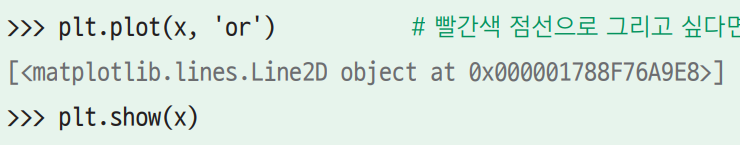 >>> plt.plot(x, 'or') # 빨간색 점선으로 그리고 싶다면
[<matplotlib.lines.Line2D object at 0x000001788F76A9E8>]
>>> plt.show(x)